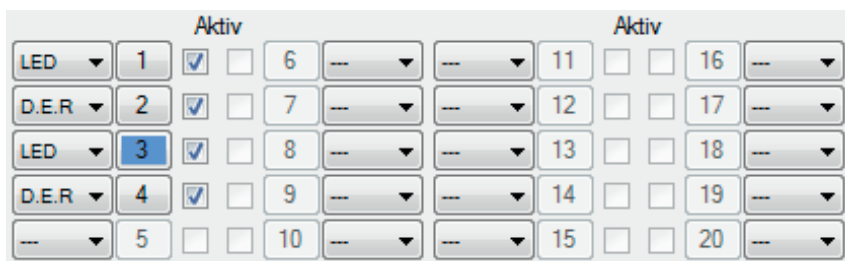 Aktiv Aktiv
LED 1 6 --- --- 11 16 ---
D.E.R 2 7 --- --- 12 17 ---
LED 3 8 --- --- 13 18 ---
D.E.R 4 9 --- --- 14 19 ---
--- 5 10 --- --- 15 20 ---